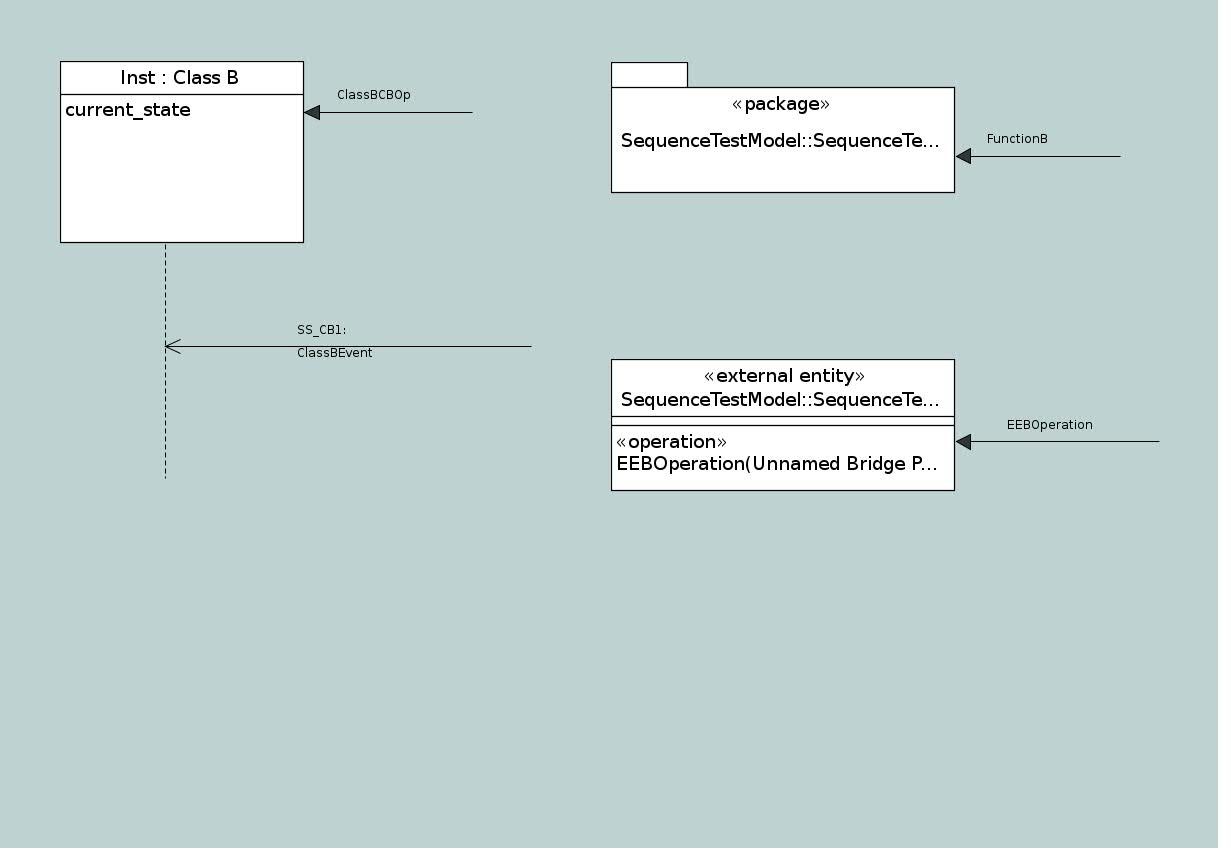 Inst : Class B
current_state
ClassBCBOp
«package»
SequenceTestModel::SequenceTe...
FunctionB
SS_CB1:
ClassBEvent
«external entity»
SequenceTestModel::SequenceTe...
«operation»
EEBOperation(Unnamed Bridge P...
EEBOperation